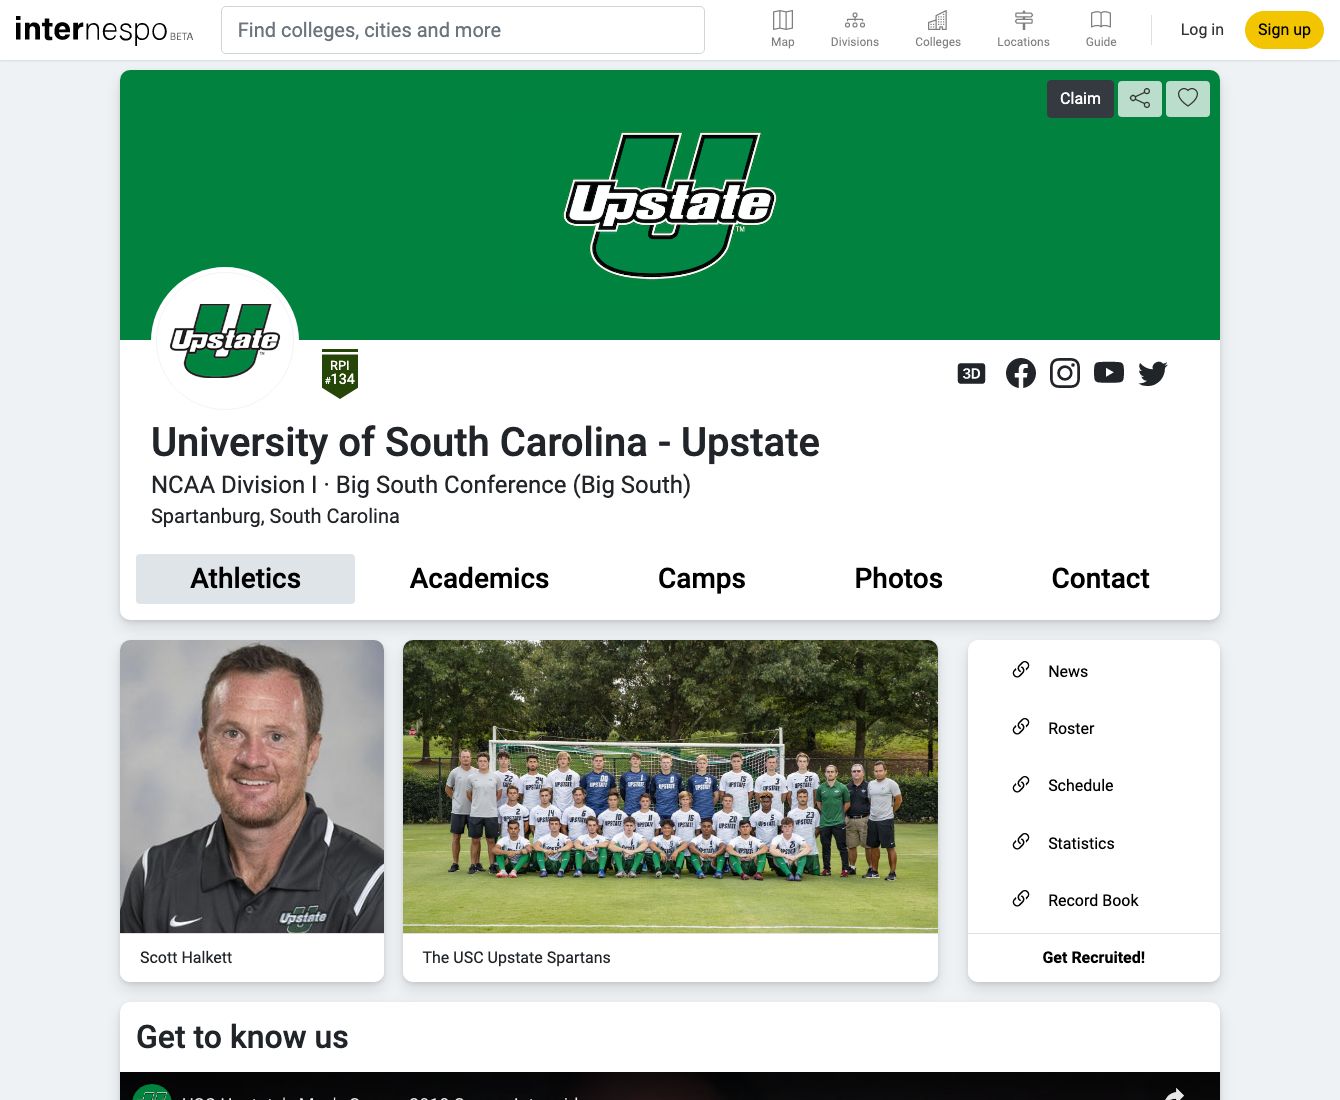 internespo BETA
Find colleges, cities and more
Map
Divisions
Colleges
Locations
Guide
Log in
Sign up
Claim
Upstate
TM
Upstate
RPI
#134
3D
University of South Carolina - Upstate
NCAA Division I · Big South Conference (Big South)
Spartanburg, South Carolina
Athletics
Academics
Camps
Photos
Contact
Upstate
Scott Halkett
The USC Upstate Spartans
News
Roster
Schedule
Statistics
Record Book
Get Recruited!
Get to know us